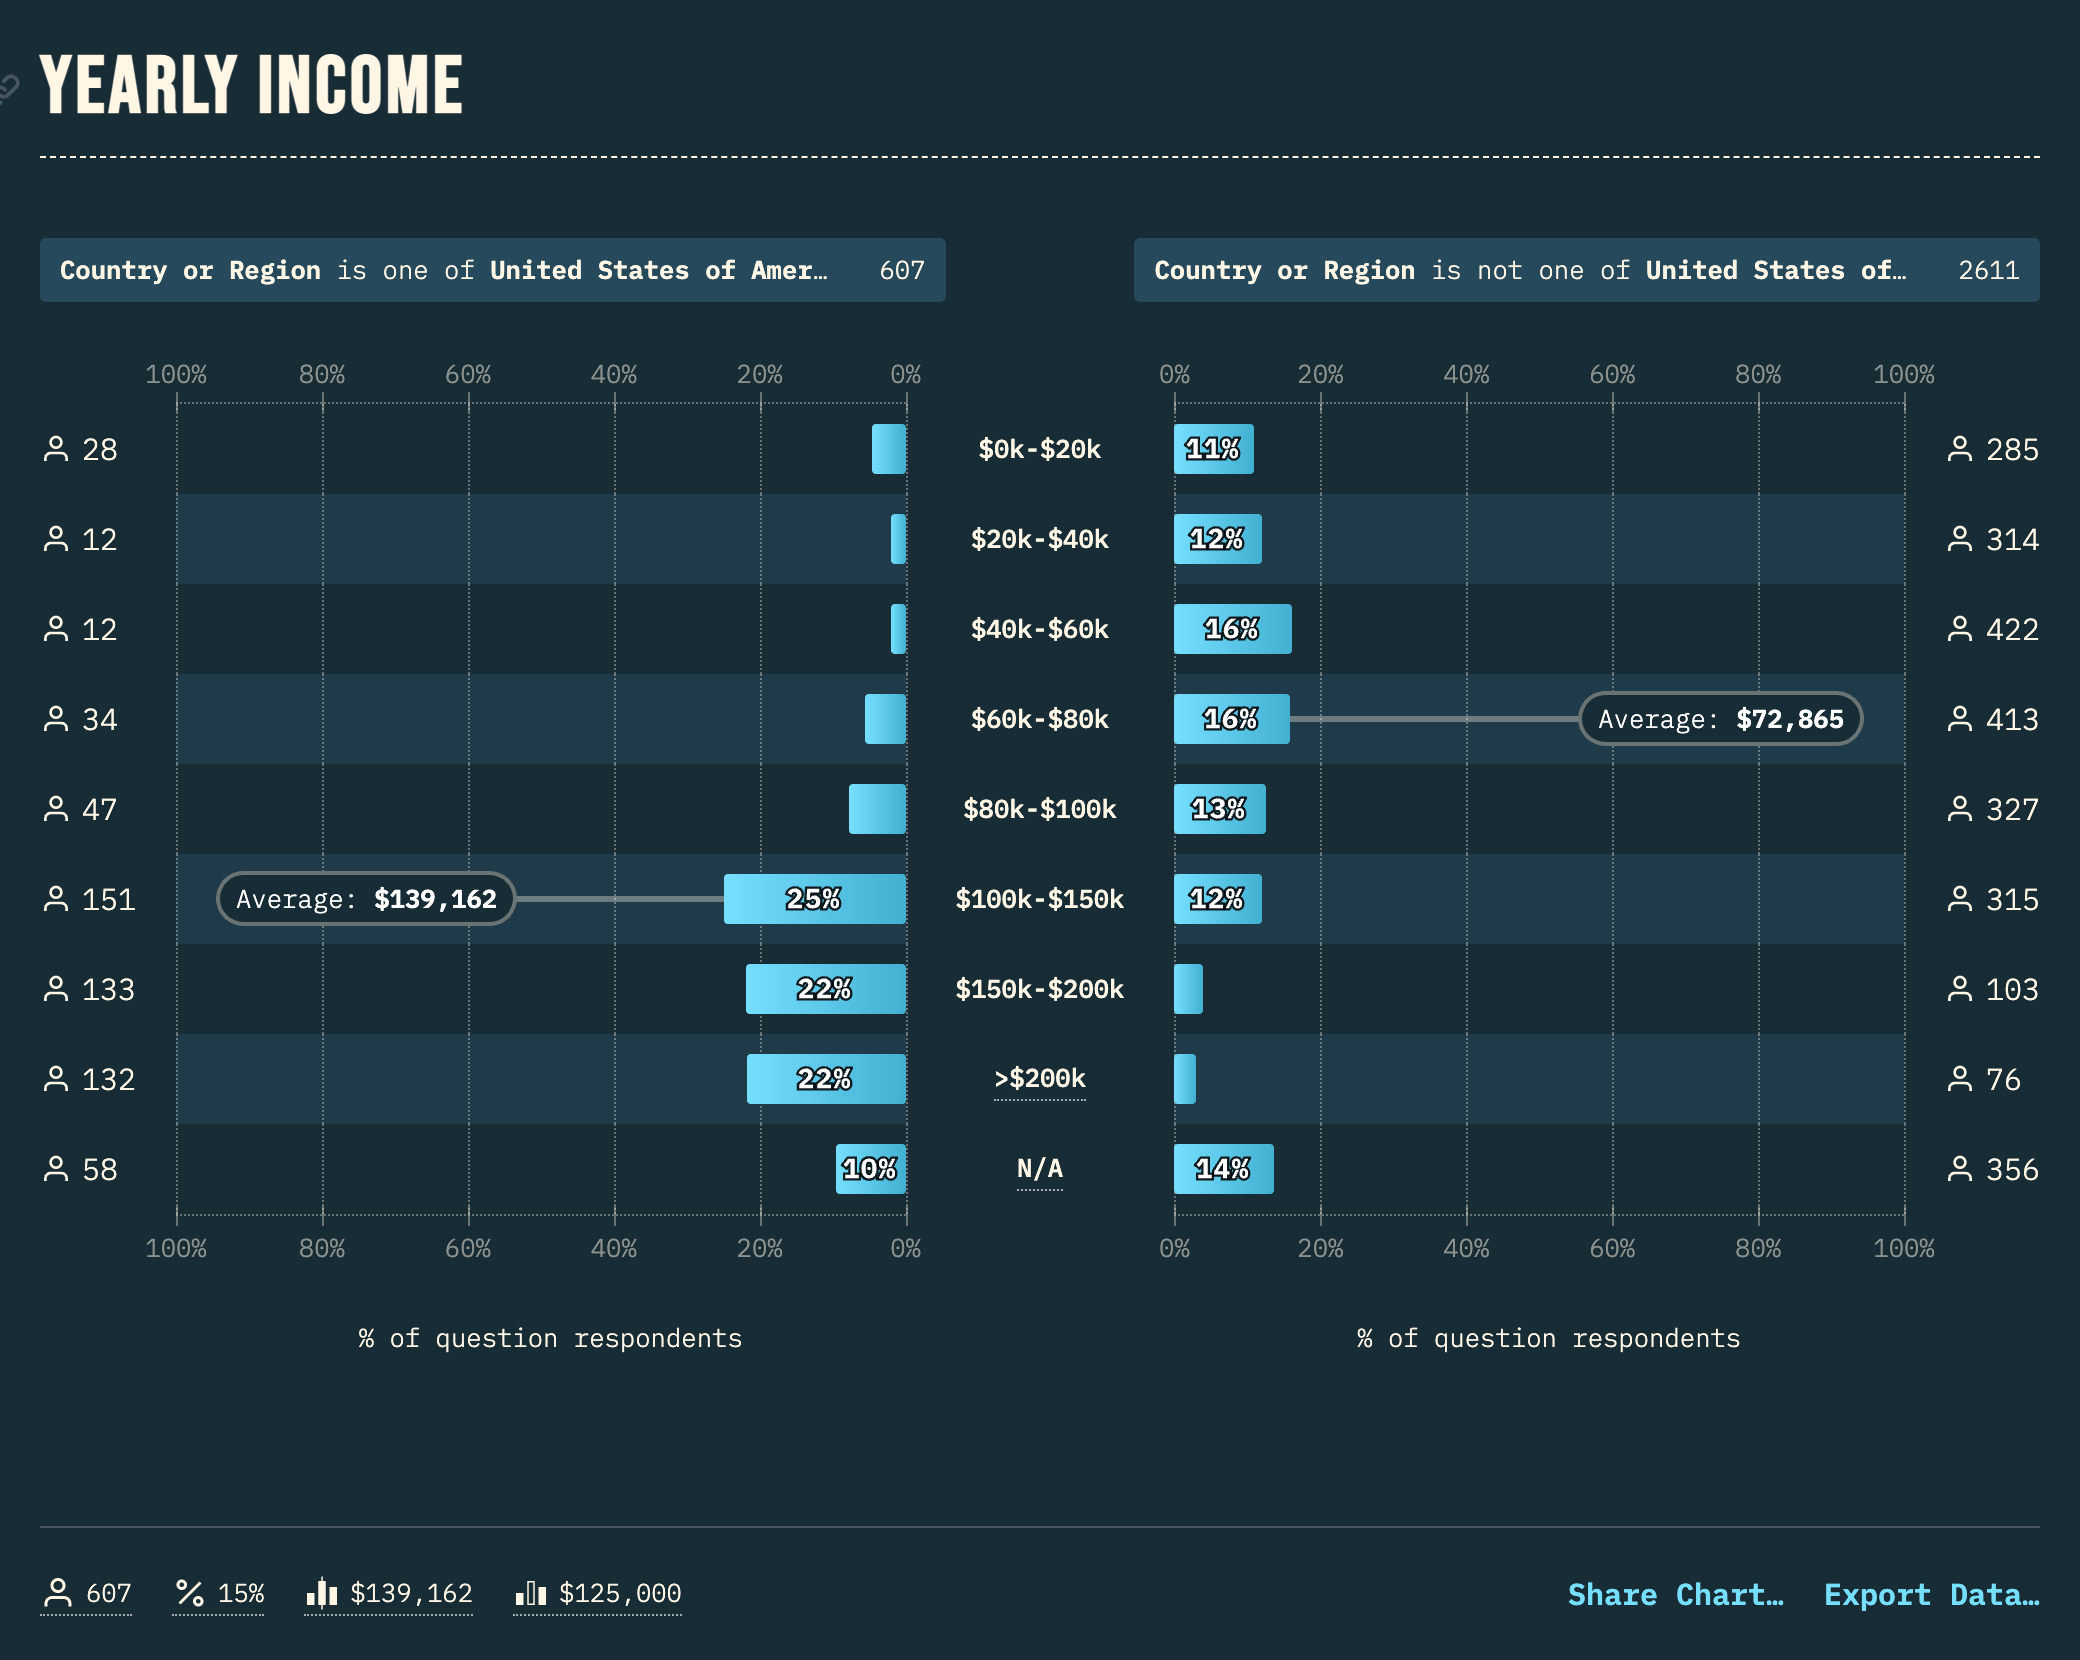 YEARLY INCOME
Country or Region is one of United States of Amer… 607
Country or Region is not one of United States of… 2611
100% 80% 60% 40% 20% 0%
0% 20% 40% 60% 80% 100%
28 $0k-$20k 11% 285
12 $20k-$40k 12% 314
12 $40k-$60k 16% 422
34 $60k-$80k 16% Average: $72,865 413
47 $80k-$100k 13% 327
151 Average: $139,162 25% $100k-$150k 12% 315
133 22% $150k-$200k 103
132 22% >$200k 76
58 10% N/A 14% 356
100% 80% 60% 40% 20% 0%
0% 20% 40% 60% 80% 100%
% of question respondents
% of question respondents
607 % 15% $139,162 $125,000
Share Chart… Export Data…